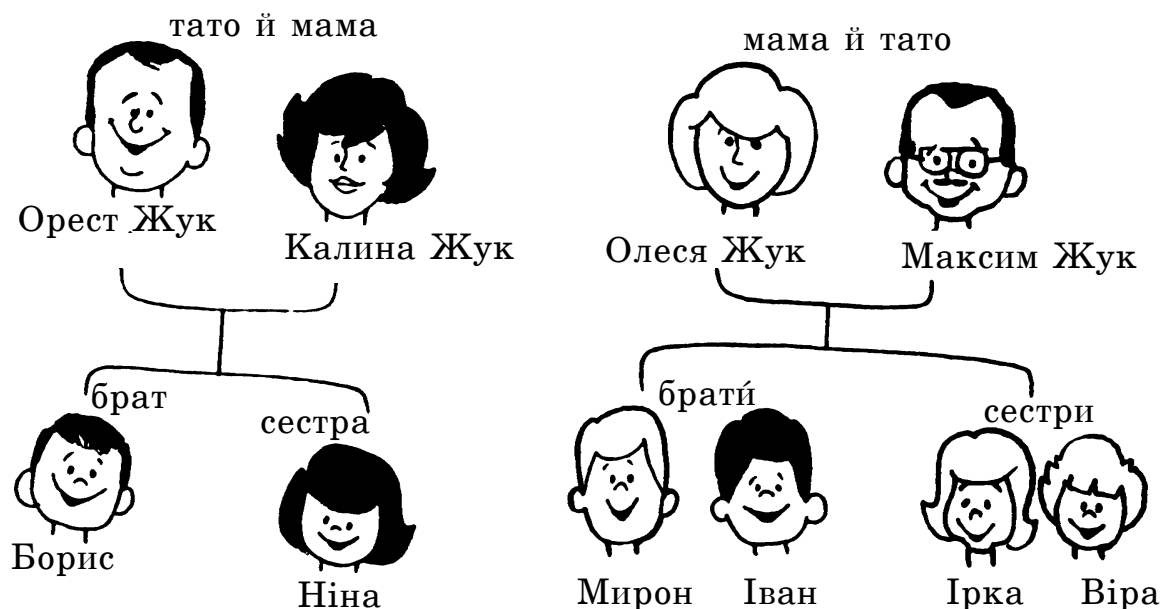 тато й мама
Орест Жук
Калина Жук
брат
сестра
Борис
Ніна
мама й тато
Олеся Жук
Максим Жук
брати́
сестри
Мирон
Іван
Ірка
Віра